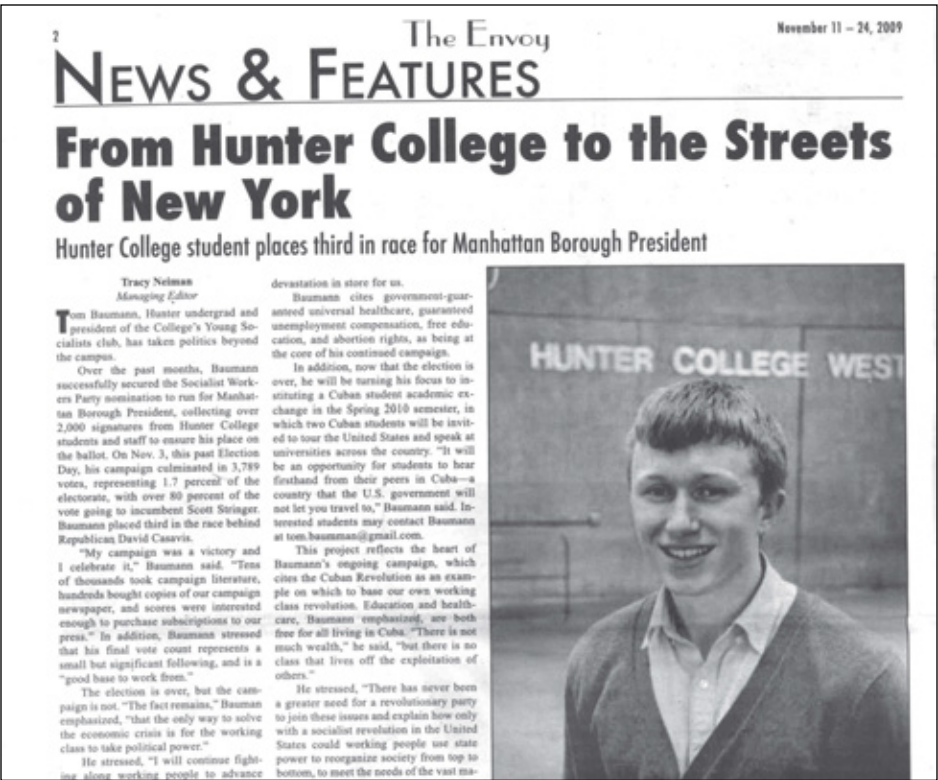 2
The Envoy
November 11 – 24, 2009
NEWS & FEATURES
From Hunter College to the Streets
of New York
Hunter College student places third in race for Manhattan Borough President
Tracy Neiman
Managing Editor
Tom Baumann, Hunter undergrad and
president of the College's Young So-
cialists club, has taken politics beyond
the campus.
Over the past months, Baumann
successfully secured the Socialist Work-
ers Party nomination to run for Manhat-
tan Borough President, collecting over
2,000 signatures from Hunter College
students and staff to ensure his place on
the ballot. On Nov. 3, this past Election
Day, his campaign culminated in 3,789
votes, representing 1.7 percent of the
electorate, with over 80 percent of the
vote going to incumbent Scott Stringer.
Baumann placed third in the race behind
Republican David Casavis.
"My campaign was a victory and
I celebrate it," Baumann said. "Tens
of thousands took campaign literature,
hundreds bought copies of our campaign
newspaper, and scores were interested
enough to purchase subscriptions to our
press." In addition, Baumann stressed
that his final vote count represents a
small but significant following, and is a
"good base to work from."
The election is over, but the cam-
paign is not. "The fact remains," Bauman
emphasized, "that the only way to solve
the economic crisis is for the working
class to take political power."
He stressed, "I will continue fight-
ing along working people to advance
devastation in store for us.
Baumann cites government-guar-
anteed universal healthcare, guaranteed
unemployment compensation, free edu-
cation, and abortion rights, as being at
the core of his continued campaign.
In addition, now that the election is
over, he will be turning his focus to in-
stituting a Cuban student academic ex-
change in the Spring 2010 semester, in
which two Cuban students will be invit-
ed to tour the United States and speak at
universities across the country. "It will
be an opportunity for students to hear
firsthand from their peers in Cuba—a
country that the U.S. government will
not let you travel to," Baumann said. In-
terested students may contact Baumann
at tom.baumman@gmail.com.
This project reflects the heart of
Baumann's ongoing campaign, which
cites the Cuban Revolution as an exam-
ple on which to base our own working
class revolution. Education and health-
care, Baumann emphasized, are both
free for all living in Cuba. "There is not
much wealth," he said, "but there is no
class that lives off the exploitation of
others."
He stressed, "There has never been
a greater need for a revolutionary party
to join these issues and explain how only
with a socialist revolution in the United
States could working people use state
power to reorganize society from top to
bottom, to meet the needs of the vast ma-
HUNTER COLLEGE WEST